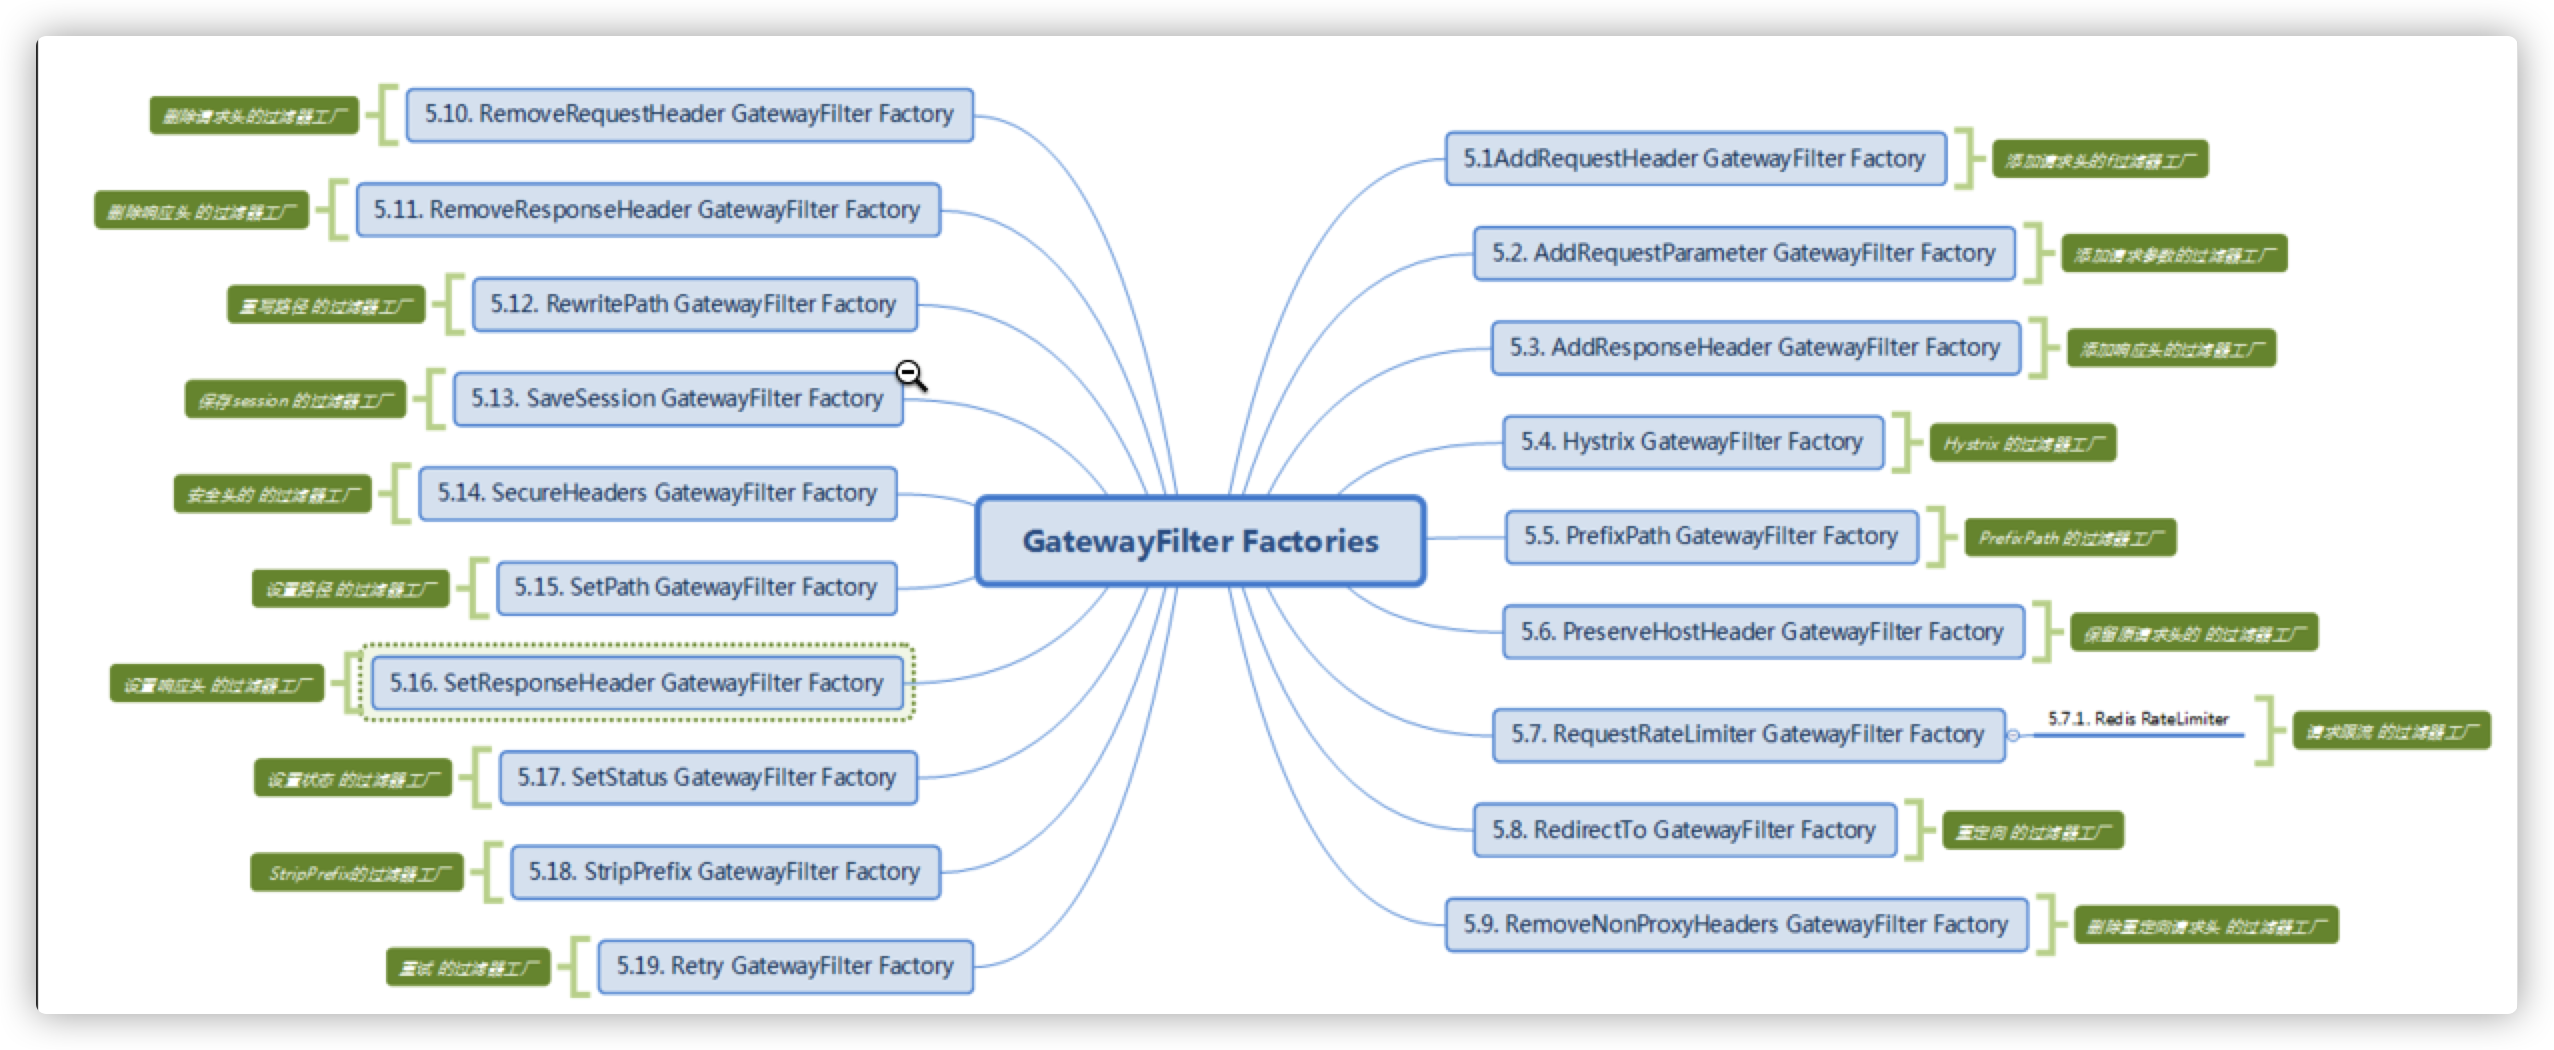 GatewayFilter Factories
5.1AddRequestHeader GatewayFilter Factory
添加请求头的f过滤器工厂
5.2. AddRequestParameter GatewayFilter Factory
添加请求参数的过滤器工厂
5.3. AddResponseHeader GatewayFilter Factory
添加响应头的过滤器工厂
5.4. Hystrix GatewayFilter Factory
Hystrix 的过滤器工厂
5.5. PrefixPath GatewayFilter Factory
PrefixPath 的过滤器工厂
5.6. PreserveHostHeader GatewayFilter Factory
保留原请求头的 的过滤器工厂
5.7. RequestRateLimiter GatewayFilter Factory
5.7.1. Redis RateLimiter
请求限流 的过滤器工厂
5.8. RedirectTo GatewayFilter Factory
重定向 的过滤器工厂
5.9. RemoveNonProxyHeaders GatewayFilter Factory
删除重定向请求头 的过滤器工厂
5.10. RemoveRequestHeader GatewayFilter Factory
删除请求头的过滤器工厂
5.11. RemoveResponseHeader GatewayFilter Factory
删除响应头 的过滤器工厂
5.12. RewritePath GatewayFilter Factory
重写路径 的过滤器工厂
5.13. SaveSession GatewayFilter Factory
保存session 的过滤器工厂
5.14. SecureHeaders GatewayFilter Factory
安全头的 的过滤器工厂
5.15. SetPath GatewayFilter Factory
设置路径 的过滤器工厂
5.16. SetResponseHeader GatewayFilter Factory
设置响应头 的过滤器工厂
5.17. SetStatus GatewayFilter Factory
设置状态 的过滤器工厂
5.18. StripPrefix GatewayFilter Factory
StripPrefix的过滤器工厂
5.19. Retry GatewayFilter Factory
重试 的过滤器工厂